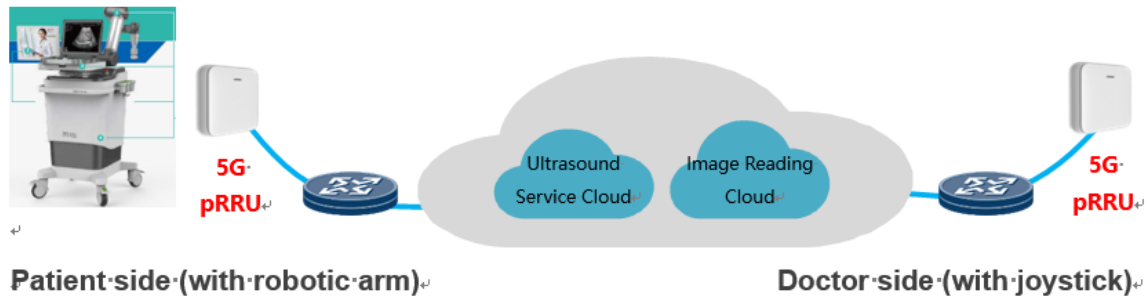 5G
pRRU
Ultrasound
Service Cloud
Image Reading
Cloud
5G
pRRU
Patient side (with robotic arm)
Doctor side (with joystick)